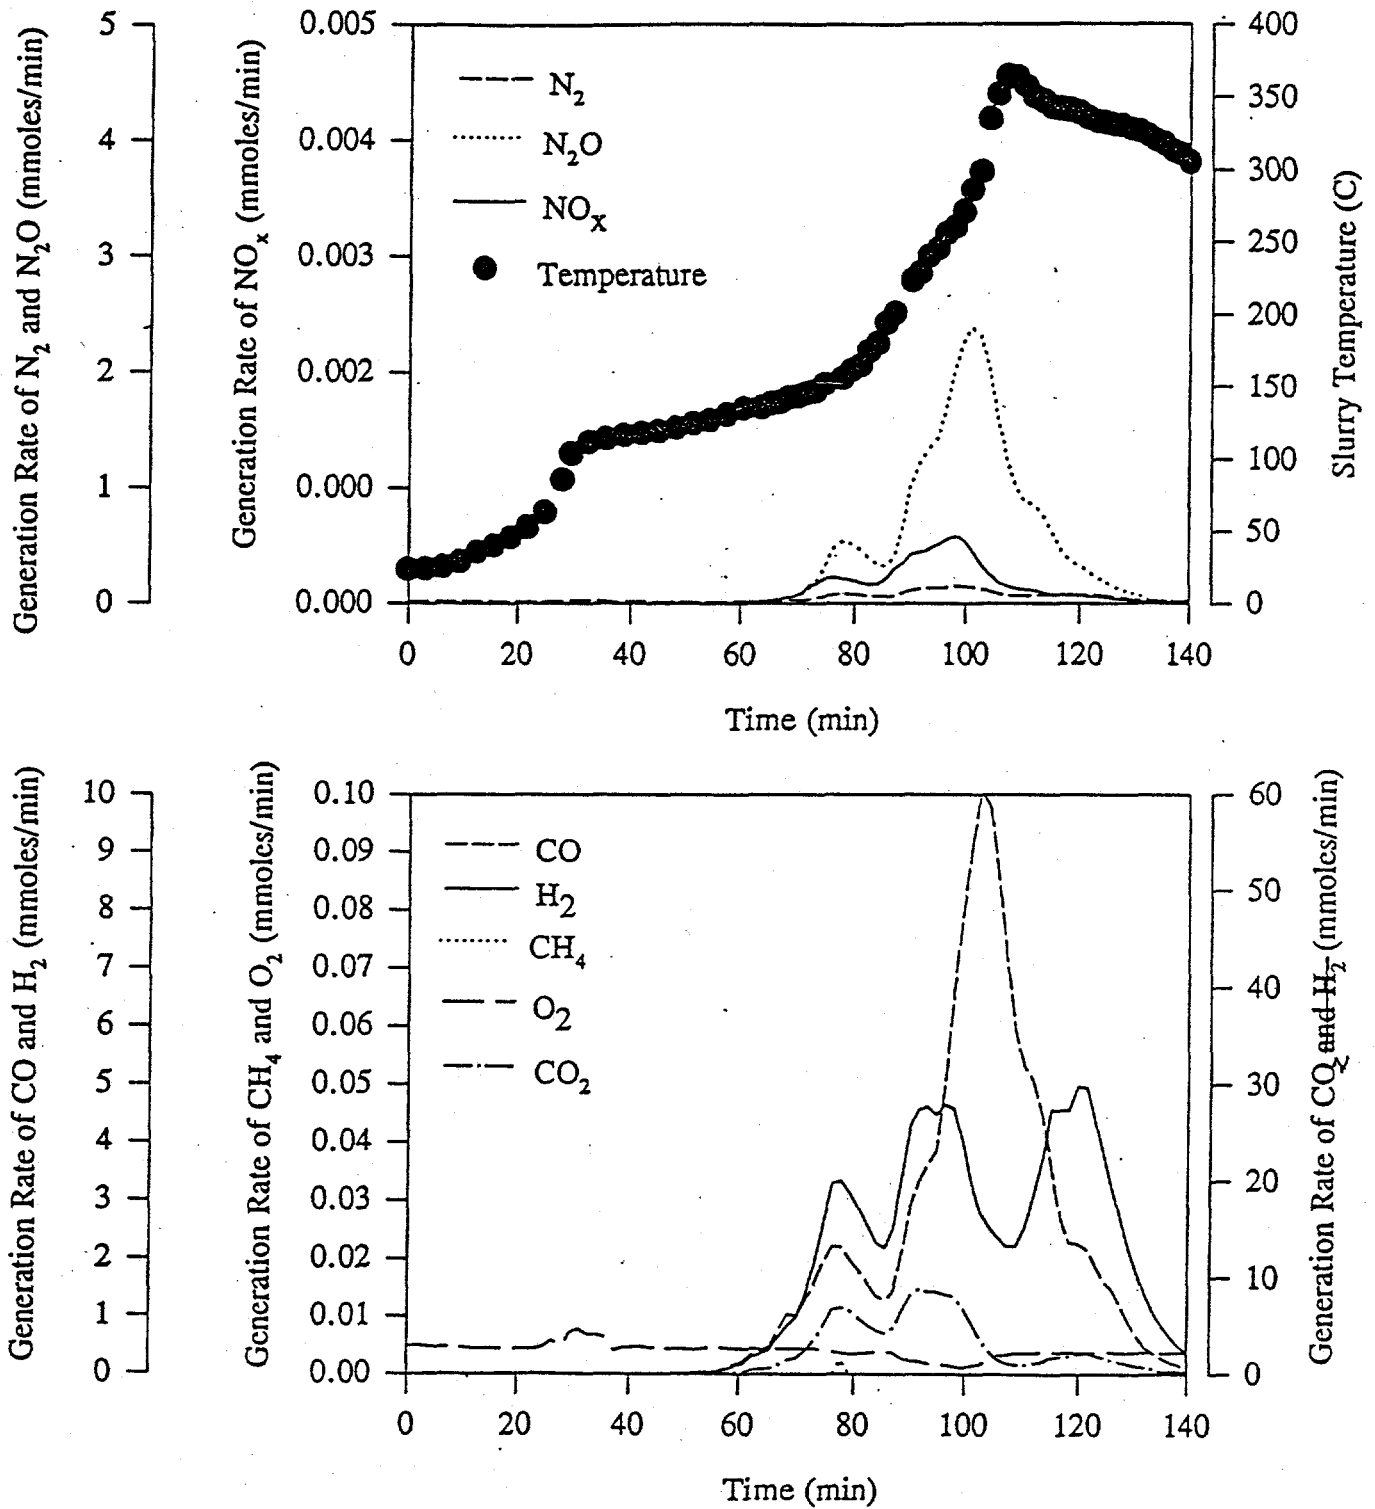 5
4
3
2
1
0
Generation Rate of N2 and N2O (mmoles/min)
0.005
0.004
0.003
0.002
0.000
0.000
Generation Rate of NOx (mmoles/min)
N2
N2O
NOX
Temperature
400
350
300
250
200
150
100
50
0
Slurry Temperature (C)
0 20 40 60 80 100 120 140
Time (min)
10
9
8
7
6
5
4
3
2
1
0
Generation Rate of CO and H2 (mmoles/min)
0.10
0.09
0.08
0.07
0.06
0.05
0.04
0.03
0.02
0.01
0.00
Generation Rate of CH4 and O2 (mmoles/min)
CO
H2
CH4
O2
CO2
60
50
40
30
20
10
0
Generation Rate of CO2 and H2 (mmoles/min)
0 20 40 60 80 100 120 140
Time (min)